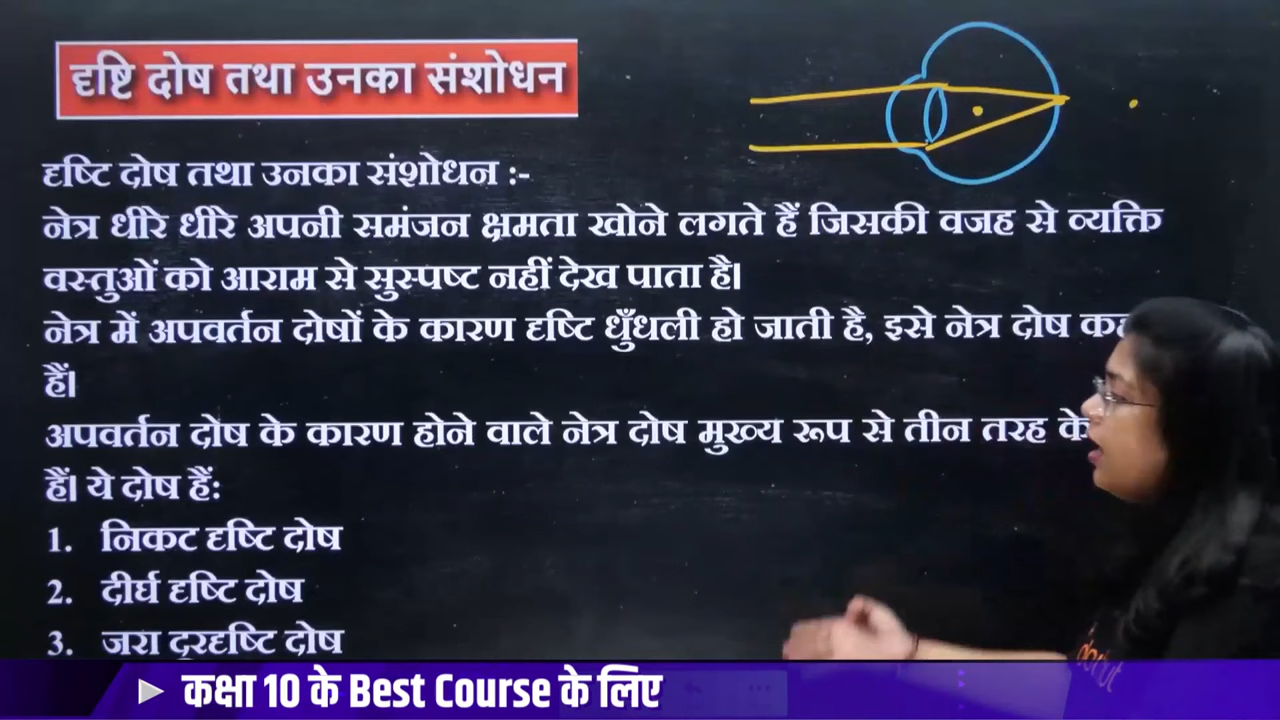 दृष्टि दोष तथा उनका संशोधन
दृष्टि दोष तथा उनका संशोधन :-
नेत्र धीरे धीरे अपनी समंजन क्षमता खोने लगते हैं जिसकी वजह से व्यक्ति
वस्तुओं को आराम से सुस्पष्ट नहीं देख पाता है।
नेत्र में अपवर्तन दोषों के कारण दृष्टि धुँधली हो जाती है, इसे नेत्र दोष
हैं।
अपवर्तन दोष के कारण होने वाले नेत्र दोष मुख्य रूप से तीन तरह के
हैं। ये दोष हैं:
1. निकट दृष्टि दोष
2. दीर्घ दृष्टि दोष
3. जरा दूरदृष्टि दोष
कक्षा 10 के Best Course के लिए